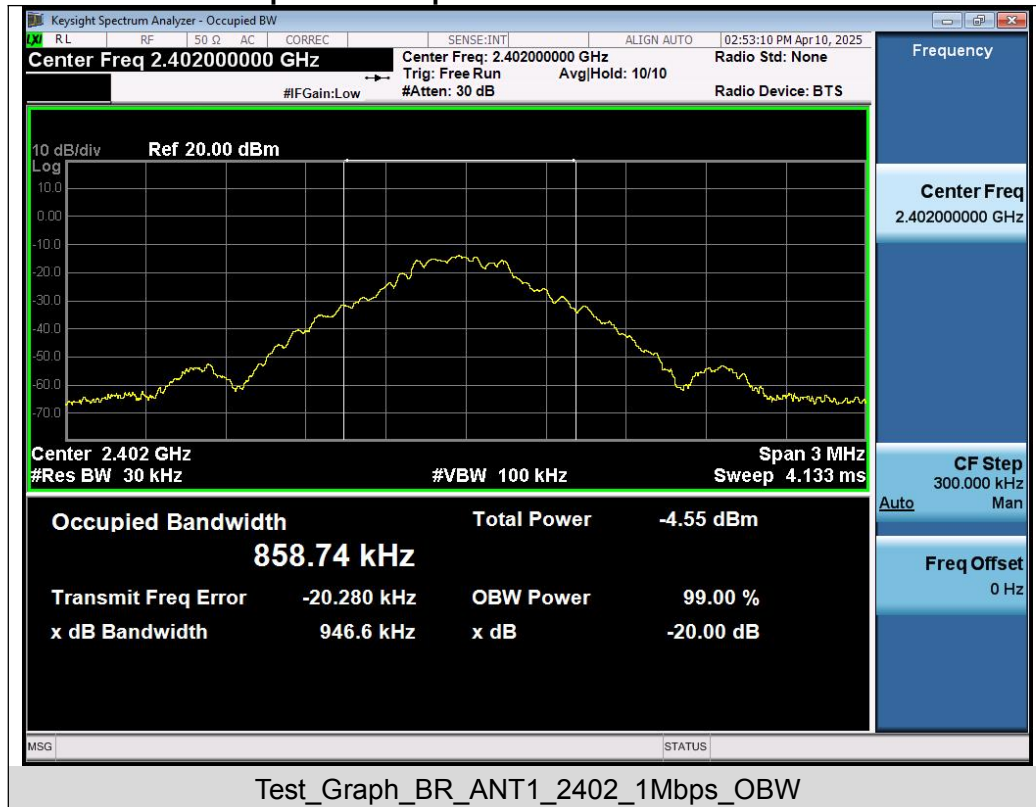 Keysight Spectrum Analyzer - Occupied BW
LXI RL RF 50 Ω AC CORREC SENSE:INT ALIGN AUTO 02:53:10 PM Apr 10, 2025
Center Freq 2.402000000 GHz Center Freq: 2.402000000 GHz Radio Std: None Frequency
Trig: Free Run Avg|Hold: 10/10
#IFGain:Low #Atten: 30 dB Radio Device: BTS
10 dB/div Ref 20.00 dBm
Log
10.0
0.00
-10.0
-20.0
-30.0
-40.0
-50.0
-60.0
-70.0
Center Freq
2.402000000 GHz
Center 2.402 GHz Span 3 MHz
#Res BW 30 kHz #VBW 100 kHz Sweep 4.133 ms
CF Step
300.000 kHz
Auto Man
Occupied Bandwidth Total Power -4.55 dBm
858.74 kHz
Freq Offset
0 Hz
Transmit Freq Error -20.280 kHz OBW Power 99.00 %
x dB Bandwidth 946.6 kHz x dB -20.00 dB
MSG STATUS
Test_Graph_BR_ANT1_2402_1Mbps_OBW